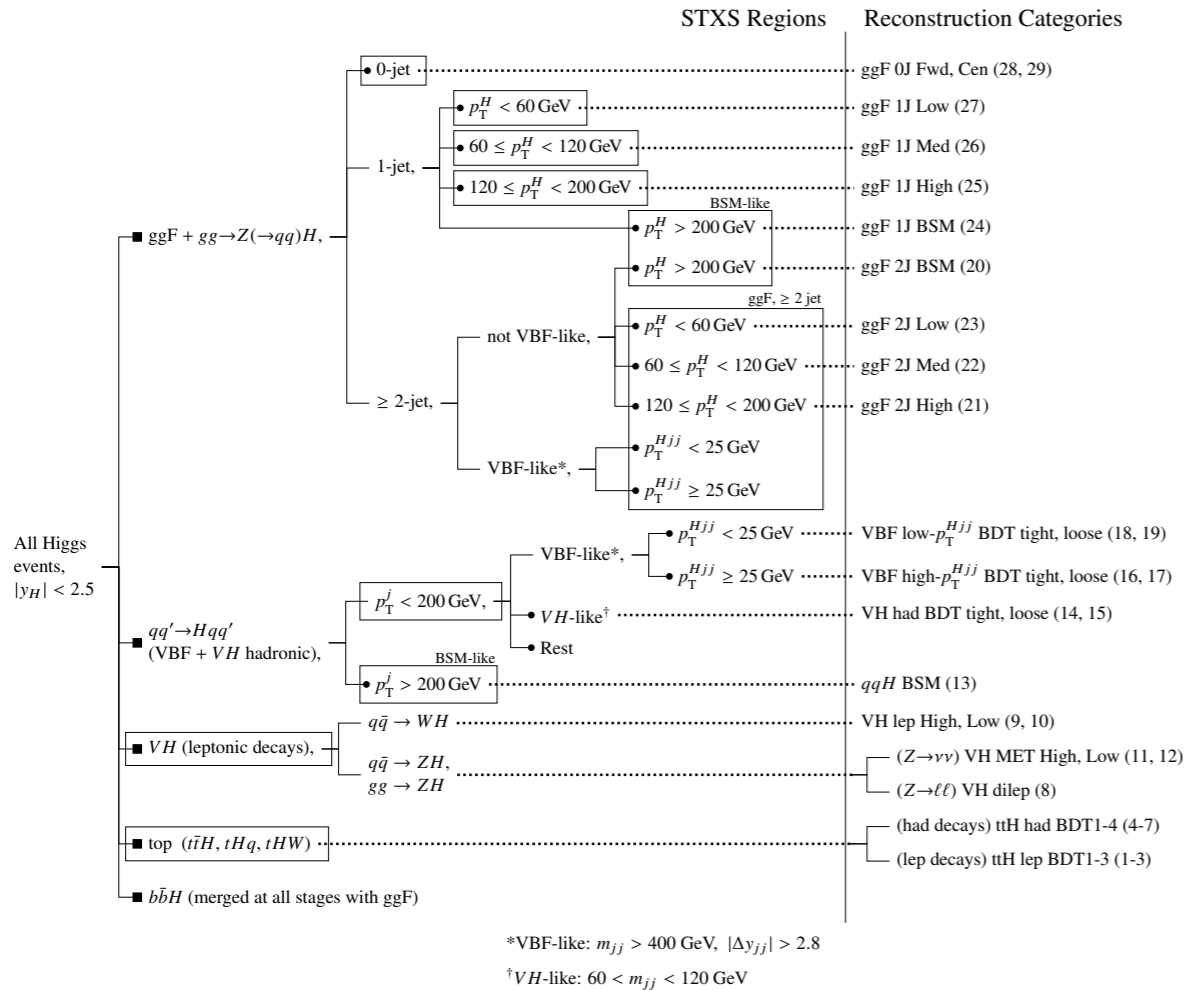 STXS Regions
Reconstruction Categories
0-jet
ggF 0J Fwd, Cen (28, 29)
p_T^H < 60 GeV
ggF 1J Low (27)
1-jet,
60 ≤ p_T^H < 120 GeV
ggF 1J Med (26)
120 ≤ p_T^H < 200 GeV
ggF 1J High (25)
BSM-like
p_T^H > 200 GeV
ggF 1J BSM (24)
ggF + gg→Z(→qq)H,
p_T^H > 200 GeV
ggF 2J BSM (20)
ggF, ≥ 2 jet
not VBF-like,
p_T^H < 60 GeV
ggF 2J Low (23)
60 ≤ p_T^H < 120 GeV
ggF 2J Med (22)
≥ 2-jet,
120 ≤ p_T^H < 200 GeV
ggF 2J High (21)
p_T^{Hjj} < 25 GeV
VBF-like*,
p_T^{Hjj} ≥ 25 GeV
All Higgs
events,
|y_H| < 2.5
p_T^{Hjj} < 25 GeV
VBF low-p_T^{Hjj} BDT tight, loose (18, 19)
VBF-like*,
p_T^{Hjj} ≥ 25 GeV
VBF high-p_T^{Hjj} BDT tight, loose (16, 17)
p_T^j < 200 GeV,
VH-like†
VH had BDT tight, loose (14, 15)
qq′→Hqq′
(VBF + VH hadronic),
Rest
BSM-like
p_T^j > 200 GeV
qqH BSM (13)
VH (leptonic decays),
qq̄ → WH
VH lep High, Low (9, 10)
qq̄ → ZH,
gg → ZH
(Z→νν) VH MET High, Low (11, 12)
(Z→ℓℓ) VH dilep (8)
top (tt̄H, tHq, tHW)
(had decays) ttH had BDT1-4 (4-7)
(lep decays) ttH lep BDT1-3 (1-3)
bb̄H (merged at all stages with ggF)
*VBF-like: m_{jj} > 400 GeV, |Δy_{jj}| > 2.8
†VH-like: 60 < m_{jj} < 120 GeV